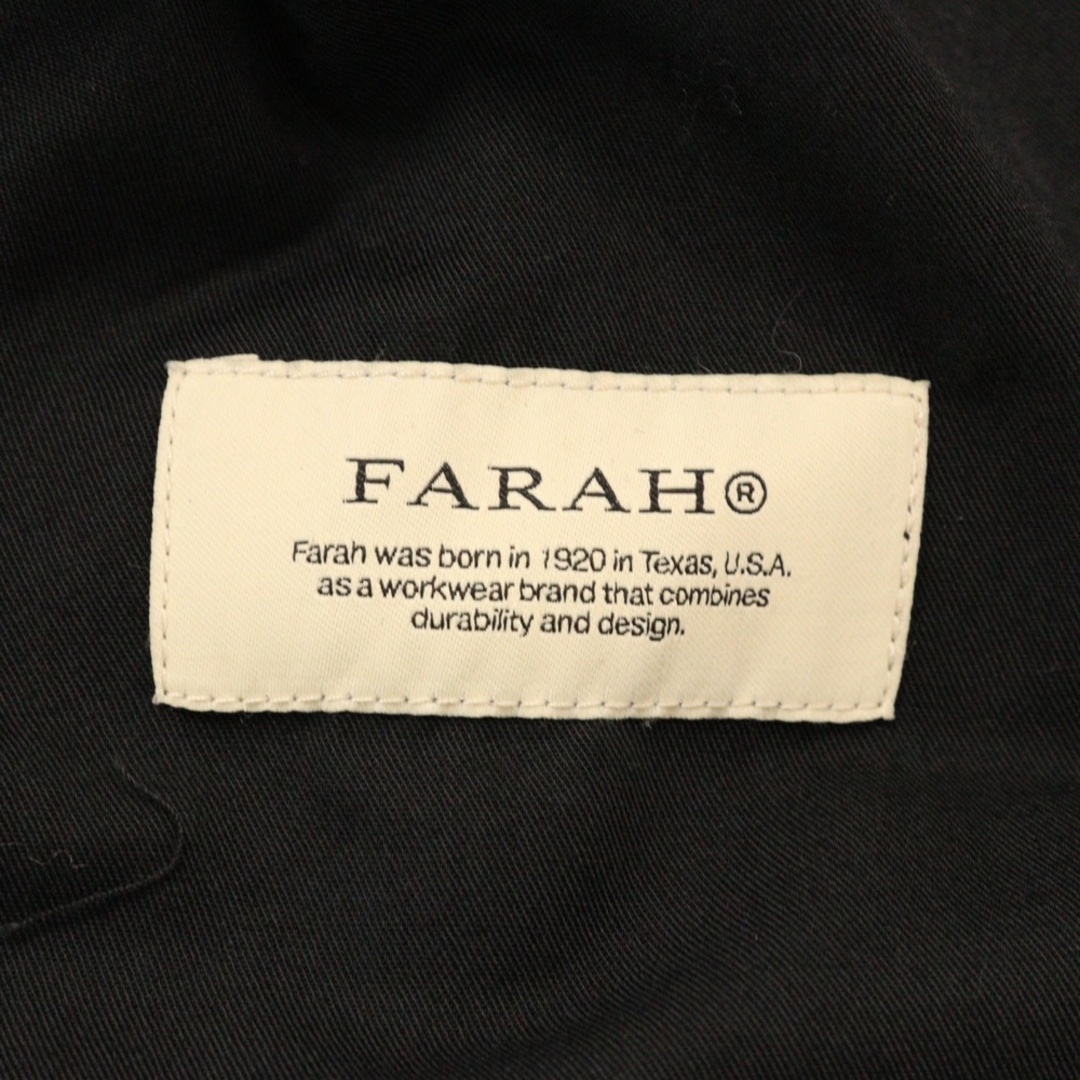 FARAH®
Farah was born in 1920 in Texas, U.S.A.
as a workwear brand that combines
durability and design.